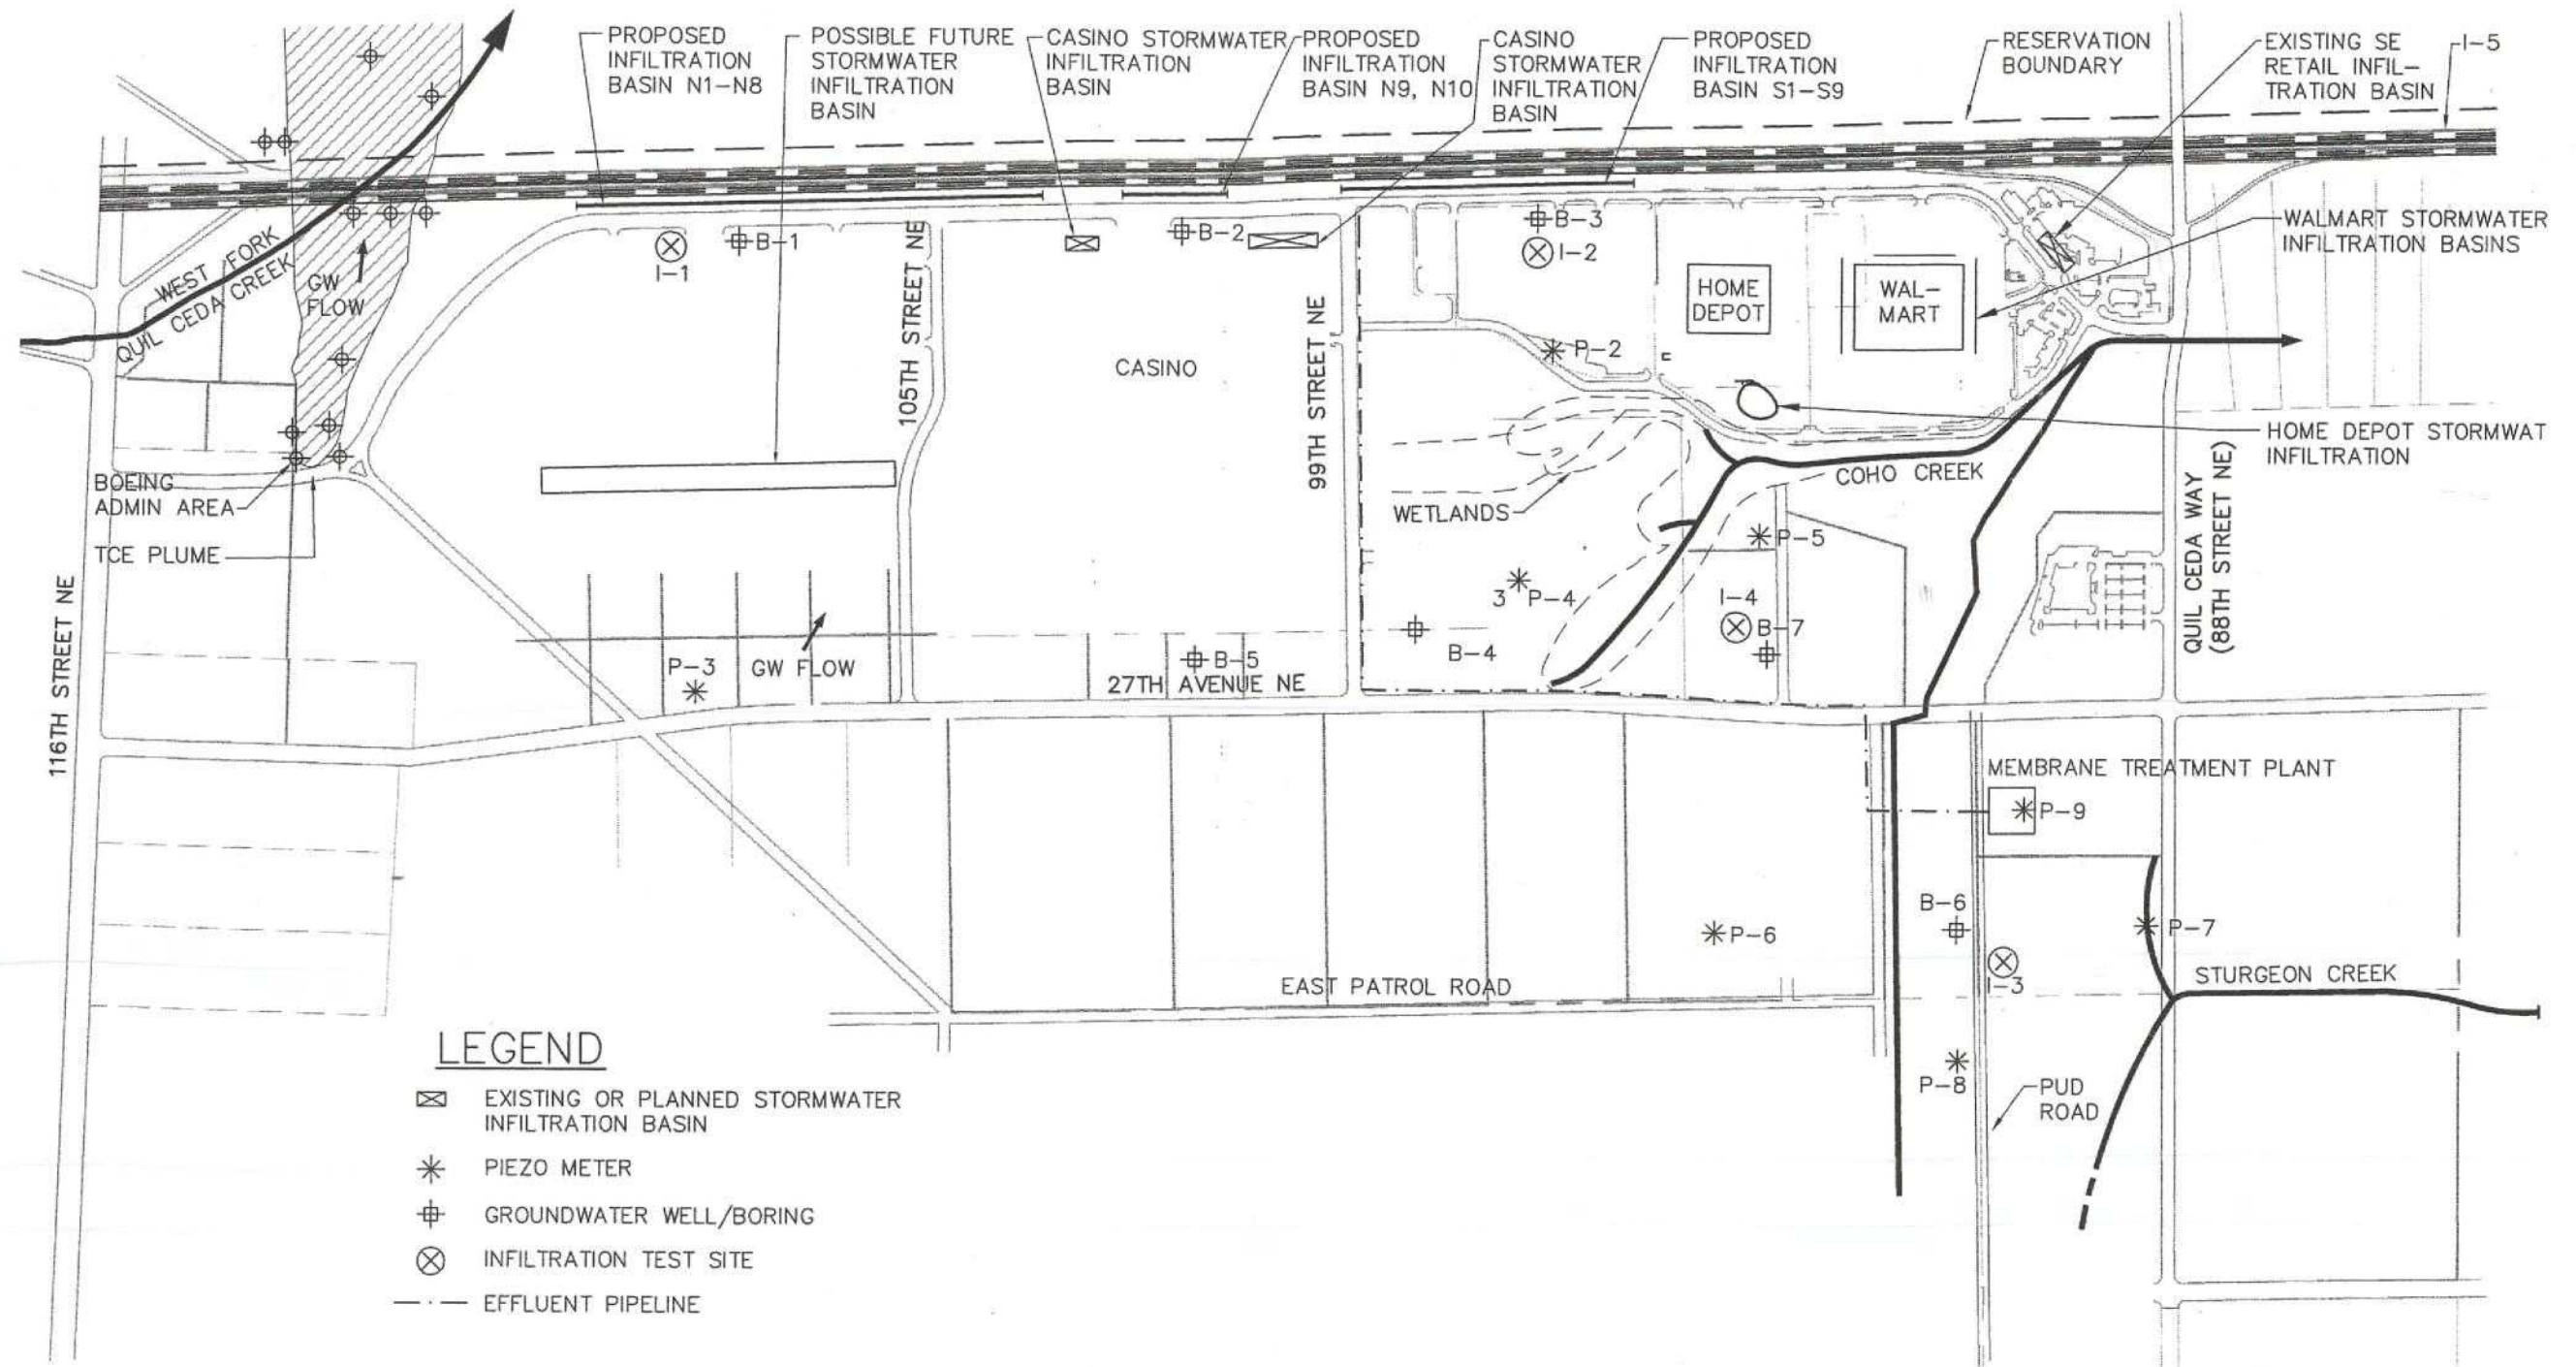 PROPOSED
INFILTRATION
BASIN N1-N8
POSSIBLE FUTURE
STORMWATER
INFILTRATION
BASIN
CASINO STORMWATER
INFILTRATION
BASIN
PROPOSED
INFILTRATION
BASIN N9, N10
CASINO
STORMWATER
INFILTRATION
BASIN
PROPOSED
INFILTRATION
BASIN S1-S9
RESERVATION
BOUNDARY
EXISTING SE
RETAIL INFIL-
TRATION BASIN
I-5
WALMART STORMWATER
INFILTRATION BASINS
WEST FORK
QUIL CEDA CREEK
GW
FLOW
I-1
B-1
105TH STREET NE
B-2
B-3
I-2
99TH STREET NE
HOME
DEPOT
WAL-
MART
P-2
CASINO
HOME DEPOT STORMWAT
INFILTRATION
BOEING
ADMIN AREA
TCE PLUME
WETLANDS
COHO CREEK
P-5
QUIL CEDA WAY
(88TH STREET NE)
116TH STREET NE
3
P-4
I-4
B-7
B-4
P-3
GW FLOW
B-5
27TH AVENUE NE
MEMBRANE TREATMENT PLANT
P-9
B-6
P-6
P-7
I-3
STURGEON CREEK
EAST PATROL ROAD
P-8
PUD
ROAD
LEGEND
EXISTING OR PLANNED STORMWATER
INFILTRATION BASIN
PIEZO METER
GROUNDWATER WELL/BORING
INFILTRATION TEST SITE
EFFLUENT PIPELINE